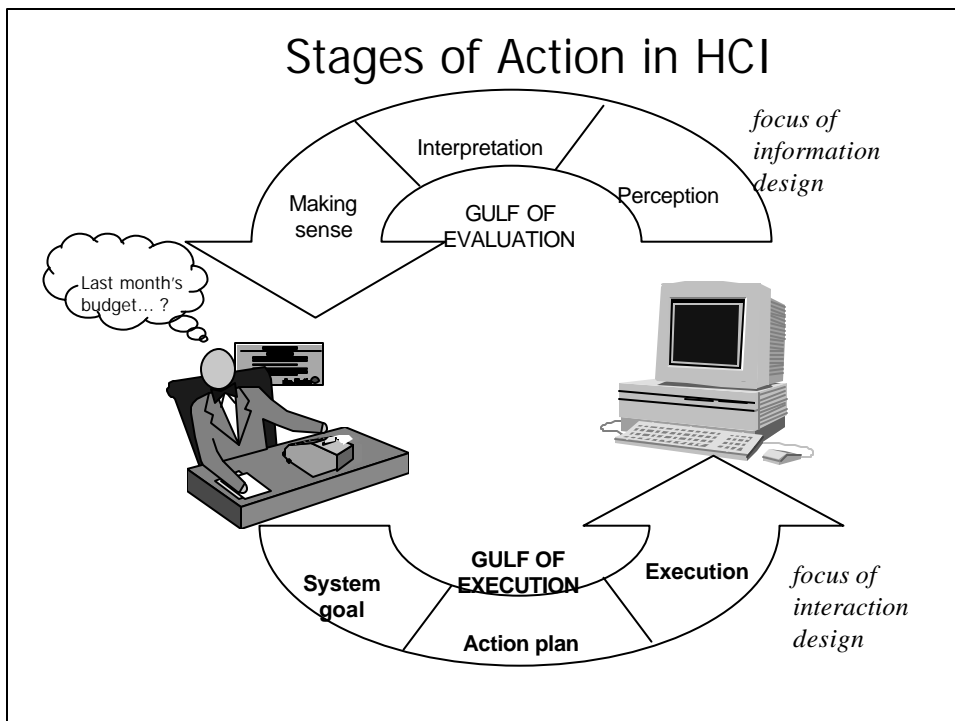 Stages of Action in HCI
focus of
information
design
Interpretation
Perception
Making
sense
GULF OF
EVALUATION
Last month's
budget... ?
GULF OF
EXECUTION
System
goal
Action plan
Execution
focus of
interaction
design